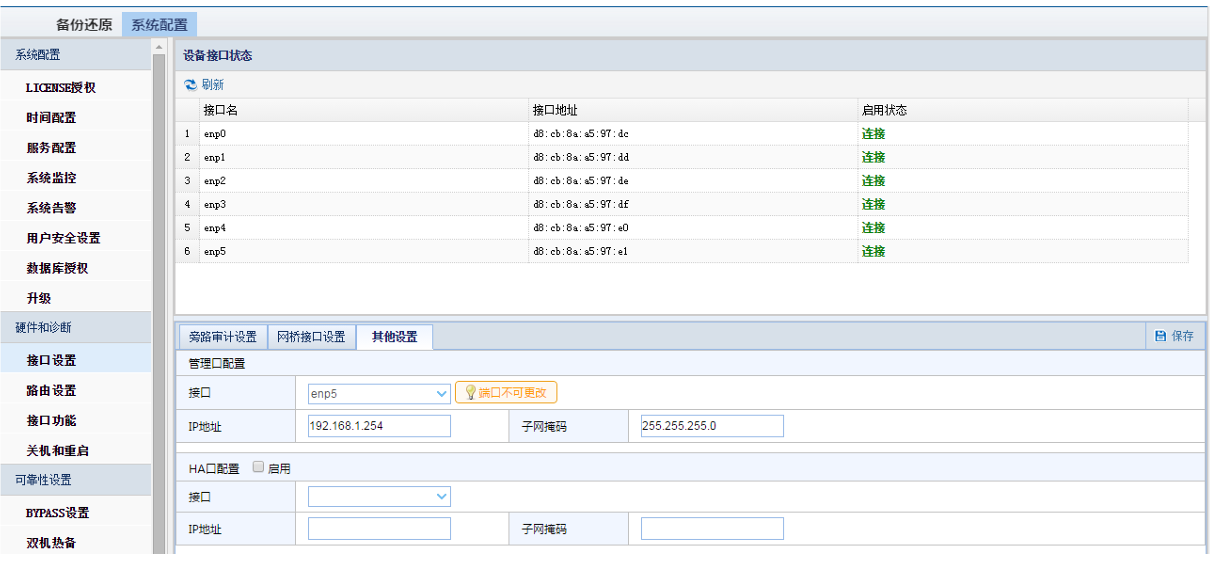 备份还原 系统配置
系统配置
LICENSE授权
时间配置
服务配置
系统监控
系统告警
用户安全设置
数据库授权
升级
硬件和诊断
接口设置
路由设置
接口功能
关机和重启
可靠性设置
BYPASS设置
双机热备
设备接口状态
刷新
接口名 接口地址 启用状态
1 enp0 d8:cb:8a:a5:97:dc 连接
2 enp1 d8:cb:8a:a5:97:dd 连接
3 enp2 d8:cb:8a:a5:97:de 连接
4 enp3 d8:cb:8a:a5:97:df 连接
5 enp4 d8:cb:8a:a5:97:e0 连接
6 enp5 d8:cb:8a:a5:97:e1 连接
旁路审计设置 网桥接口设置 其他设置 保存
管理口配置
接口 enp5 端口不可更改
IP地址 192.168.1.254 子网掩码 255.255.255.0
HA口配置 启用
接口
IP地址 子网掩码